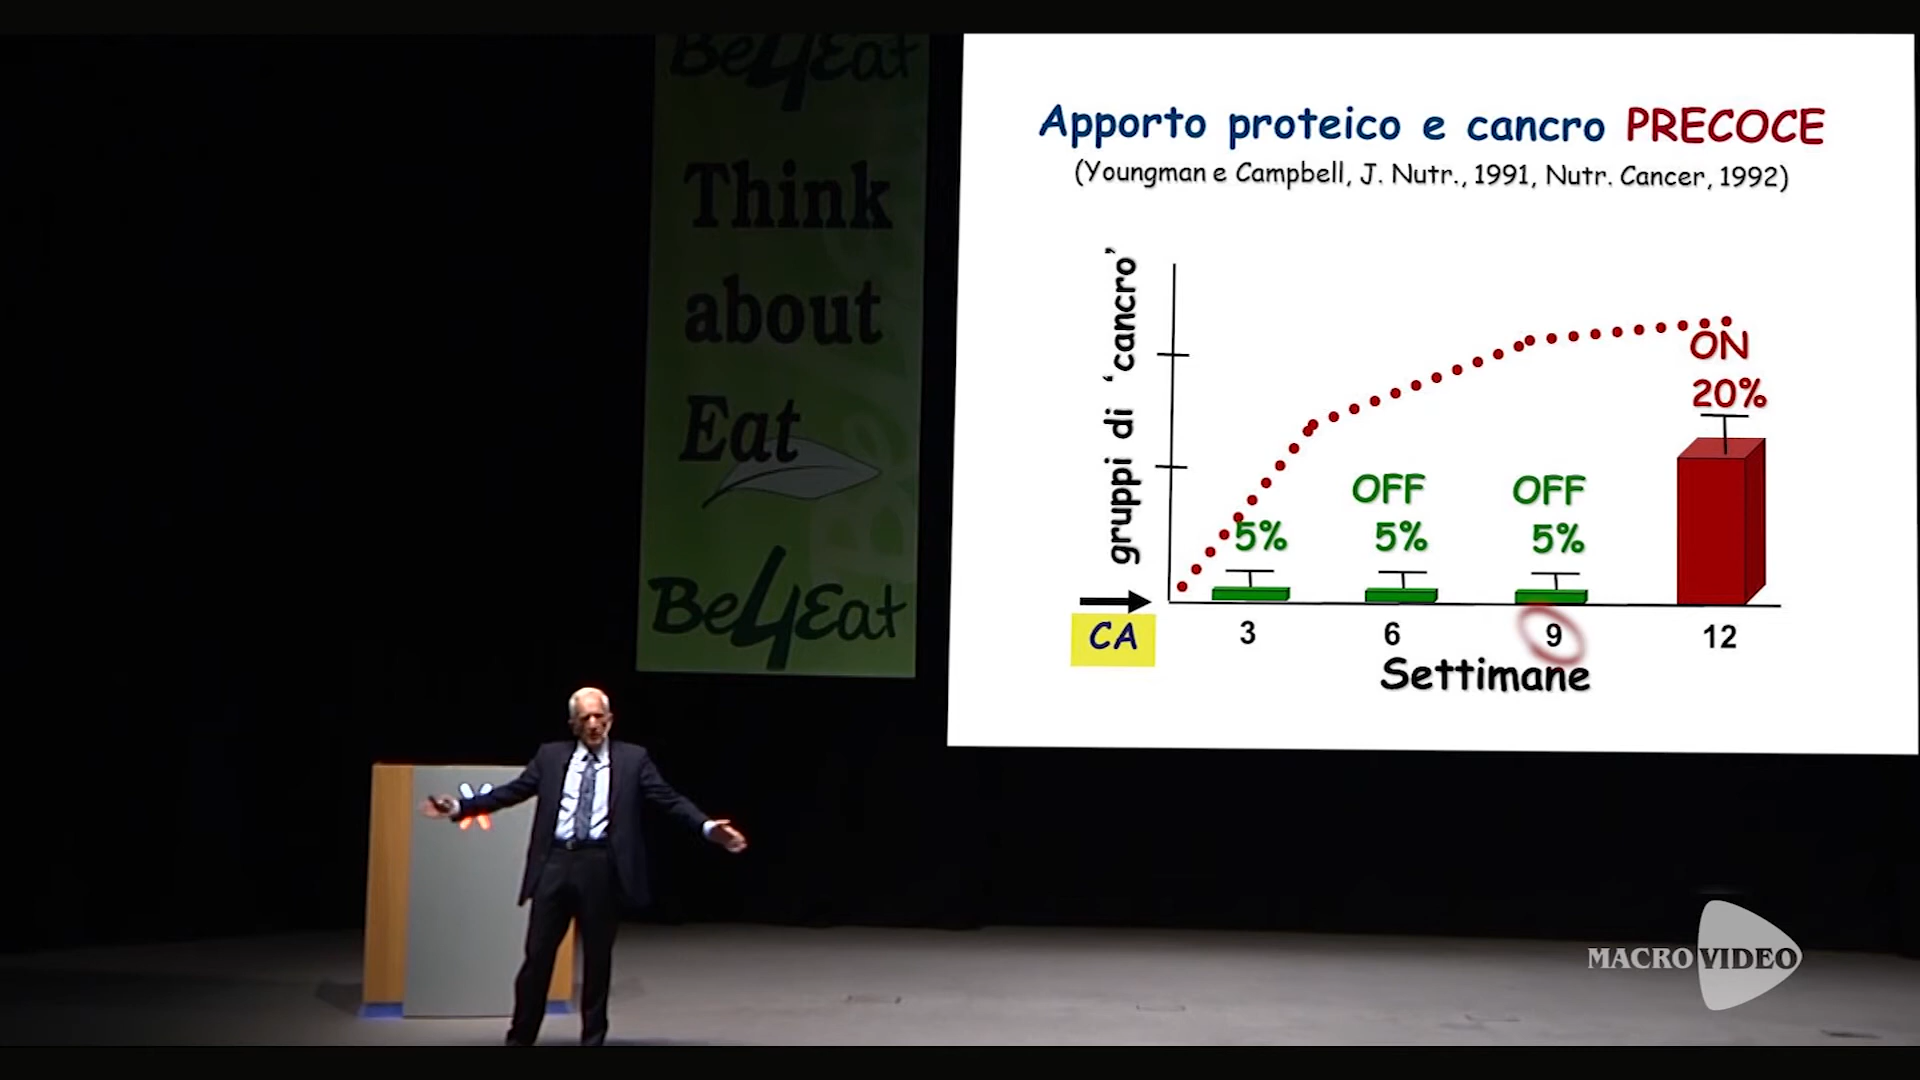 Be4Eat
Think
about
Eat
Be4Eat
Apporto proteico e cancro PRECOCE
(Youngman e Campbell, J. Nutr., 1991, Nutr. Cancer, 1992)
gruppi di ‘cancro’
ON
20%
OFF
OFF
5%
5%
5%
CA
3
6
9
12
Settimane
MACRO VIDEO